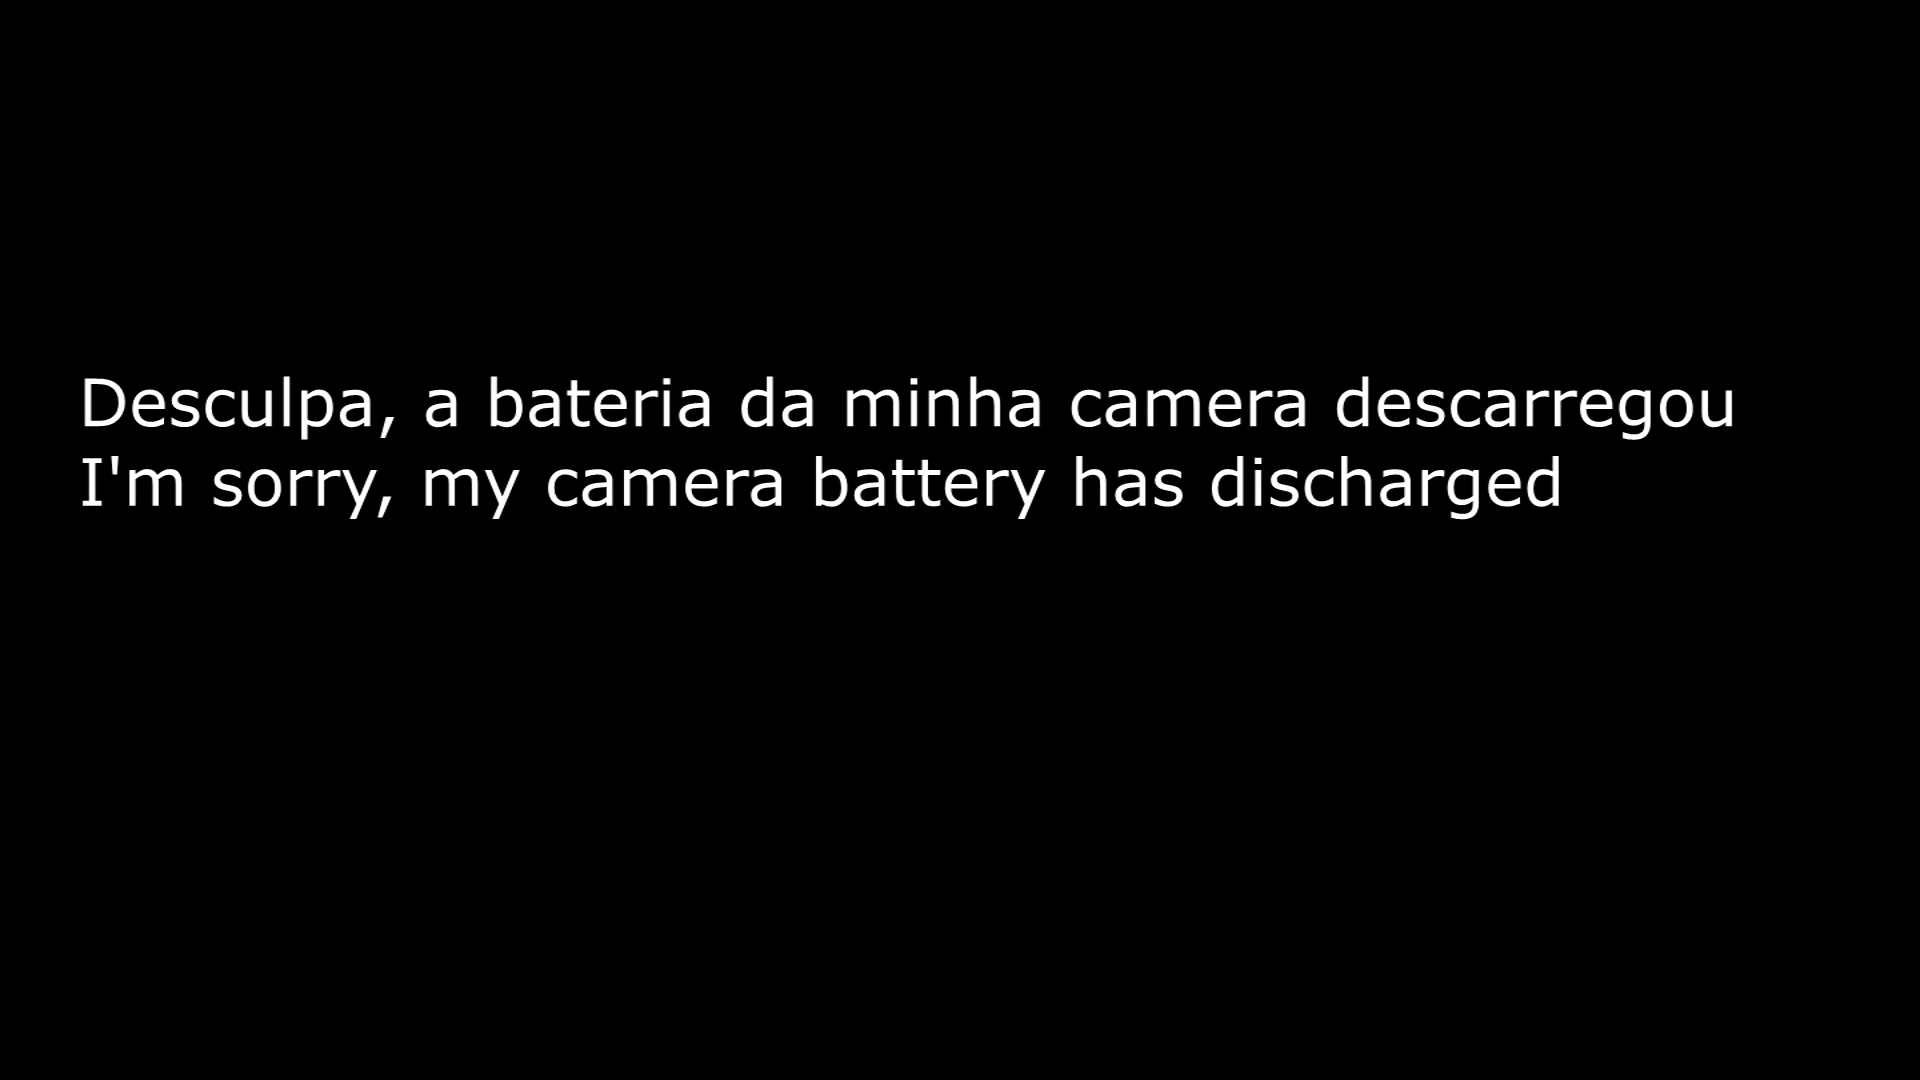 Desculpa, a bateria da minha camera descarregou
I'm sorry, my camera battery has discharged